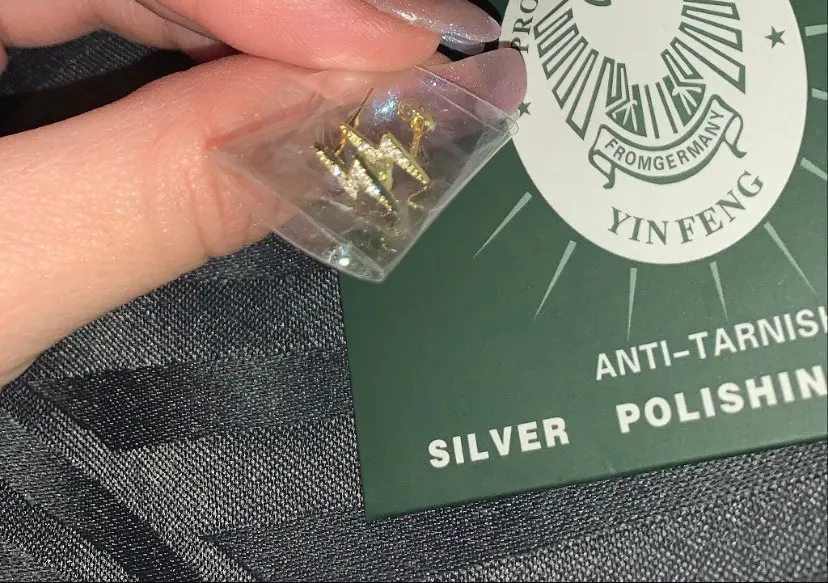 PRO
FROMGERMANY
YIN FENG
ANTI-TARNISH
SILVER POLISHIN